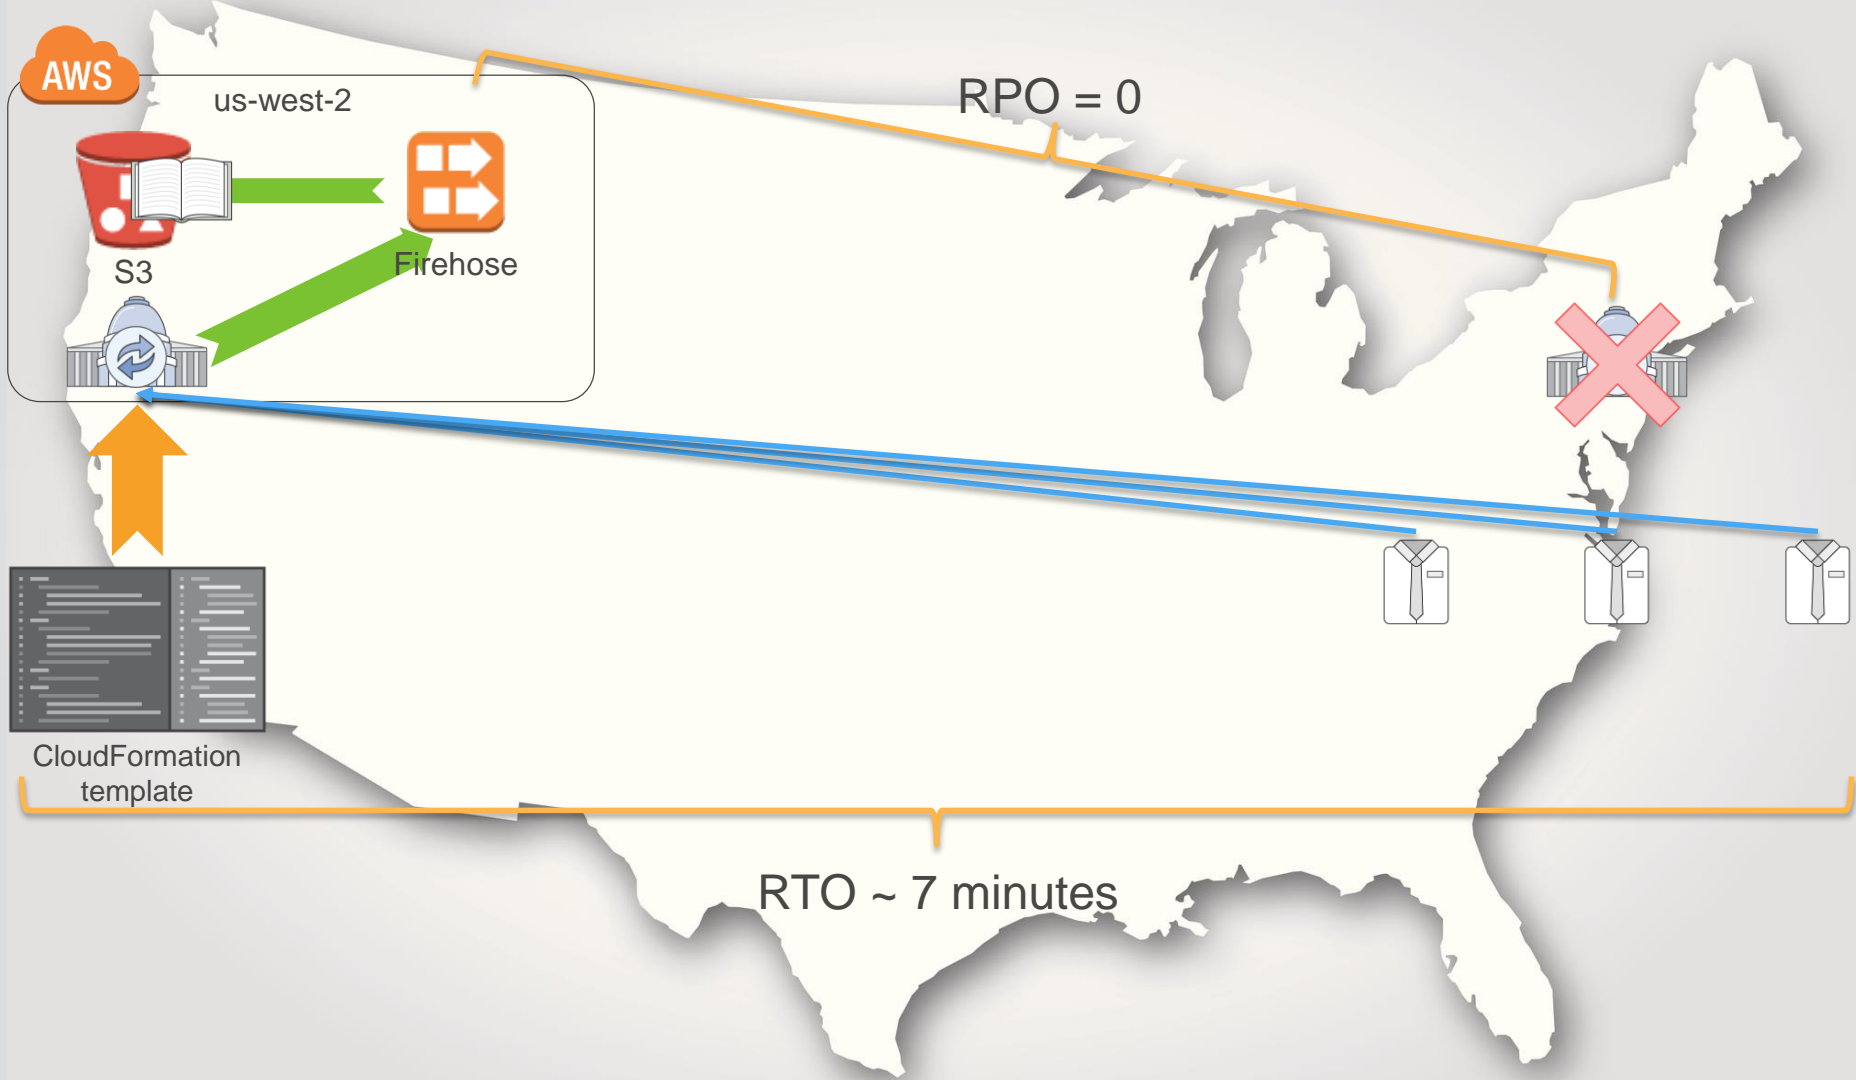 AWS
us-west-2
RPO = 0
S3
Firehose
CloudFormation
template
RTO ~ 7 minutes